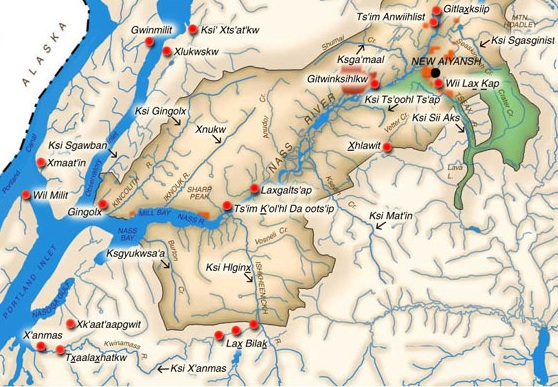 Gitlaxksiip
Ts'im Anwiihlist
MTN.
HOADLEY
Gwinmilit
Ksi' Xts'at'kw
Shumal Cr.
Ksi Sgasginist
Xlukwskw
ALASKA
Ksga'maal
NEW AIYANSH
Gitwinksihlkw
Wii Lax Kap
Ksi Gingolx
Ksi Ts'oohl Ts'ap
Anudol Cr.
Crater Cr.
Ksi Sii Aks
NASS RIVER
Xnukw
Vetter Cr.
Ksi Sgawban
Xhlawit
Portland Canal
Xmaat'in
Observatory Inlet
KINCOLITH R.
IKNOUK R.
SHARP
PEAK
Lava
Laxgalts'ap
Wil Milit
Gingolx
MILL BAY
NASS R.
Ts'im K'ol'hl Da oots'ip
Ksi Mat'in
NASS
BAY
Vosneli Cr.
Ksgyukwsa'a
PORTLAND INLET
Burton Cr.
Ksi Hlginx
ISHKHEENICKH R.
Xk'aat'aapgwit
X'anmas
Kwinamass R.
Lax Bilak
Txaalaxhatkw
Ksi X'anmas